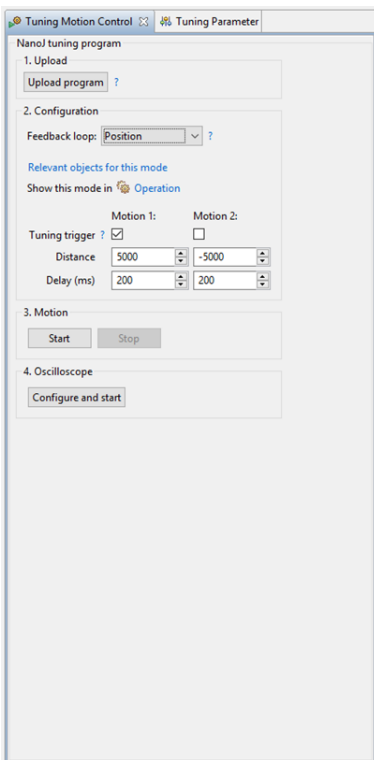 Tuning Motion Control Tuning Parameter
NanoJ tuning program
1. Upload
Upload program ?
2. Configuration
Feedback loop: Position ?
Relevant objects for this mode
Show this mode in Operation
Motion 1: Motion 2:
Tuning trigger ?
Distance 5000 -5000
Delay (ms) 200 200
3. Motion
Start Stop
4. Oscilloscope
Configure and start